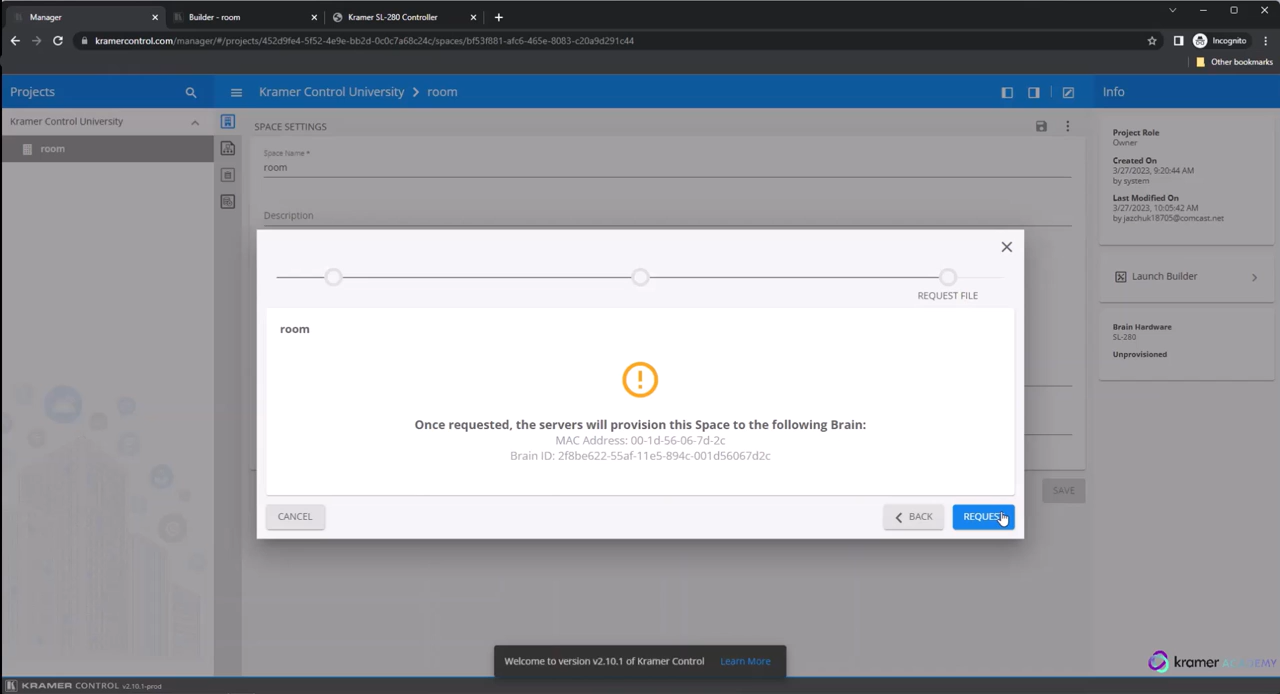 Manager
Builder - room
Kramer SL-280 Controller
kramercontrol.com/manager/#/projects/452d9fe4-5f52-4e9e-bb2d-0c0c7a68c24c/spaces/bf53f881-afc6-465e-8083-c20a9d291c44
Incognito
Other bookmarks
Projects
Kramer Control University
room
Info
Kramer Control University
room
SPACE SETTINGS
Space Name *
room
Description
Project Role
Owner
Created On
3/27/2023, 9:20:44 AM
by system
Last Modified On
3/27/2023, 10:05:42 AM
by jazchuk18705@comcast.net
Launch Builder
Brain Hardware
SL-280
Unprovisioned
REQUEST FILE
room
Once requested, the servers will provision this Space to the following Brain:
MAC Address: 00-1d-56-06-7d-2c
Brain ID: 2f8be622-55af-11e5-894c-001d56067d2c
CANCEL
BACK
REQUEST
SAVE
Welcome to version v2.10.1 of Kramer Control Learn More
kramer ACADEMY
KRAMER CONTROL v2.10.1-prod